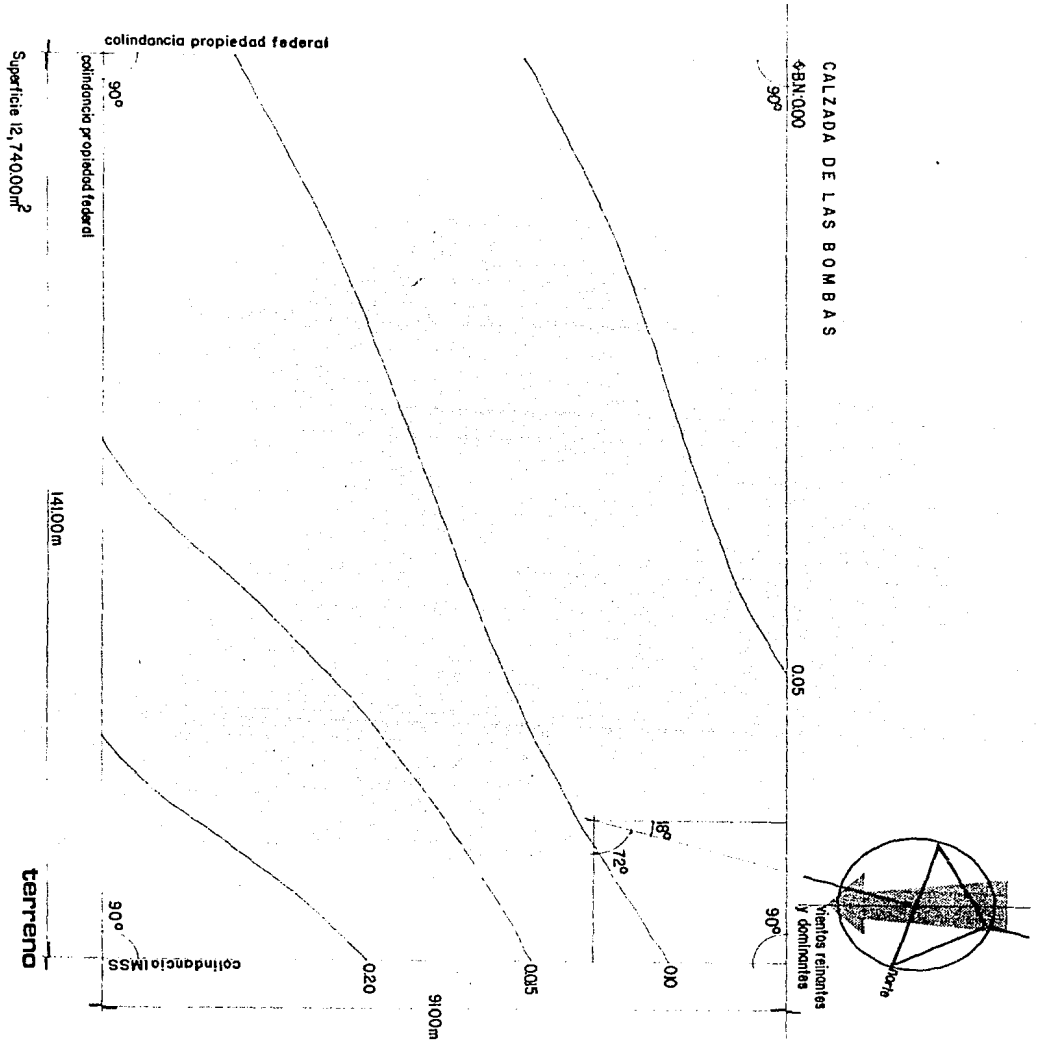 CALZADA DE LAS BOMBAS
B.N.0.00
90°
0.05
90°
norte
vientos reinantes
y dominantes
18°
72°
0.10
0.015
0.20
91.00m
colindancia IMSS
90°
colindancia propiedad federal
90°
colindancia propiedad federal
141.00m
Superficie 12,740.00m²
terreno